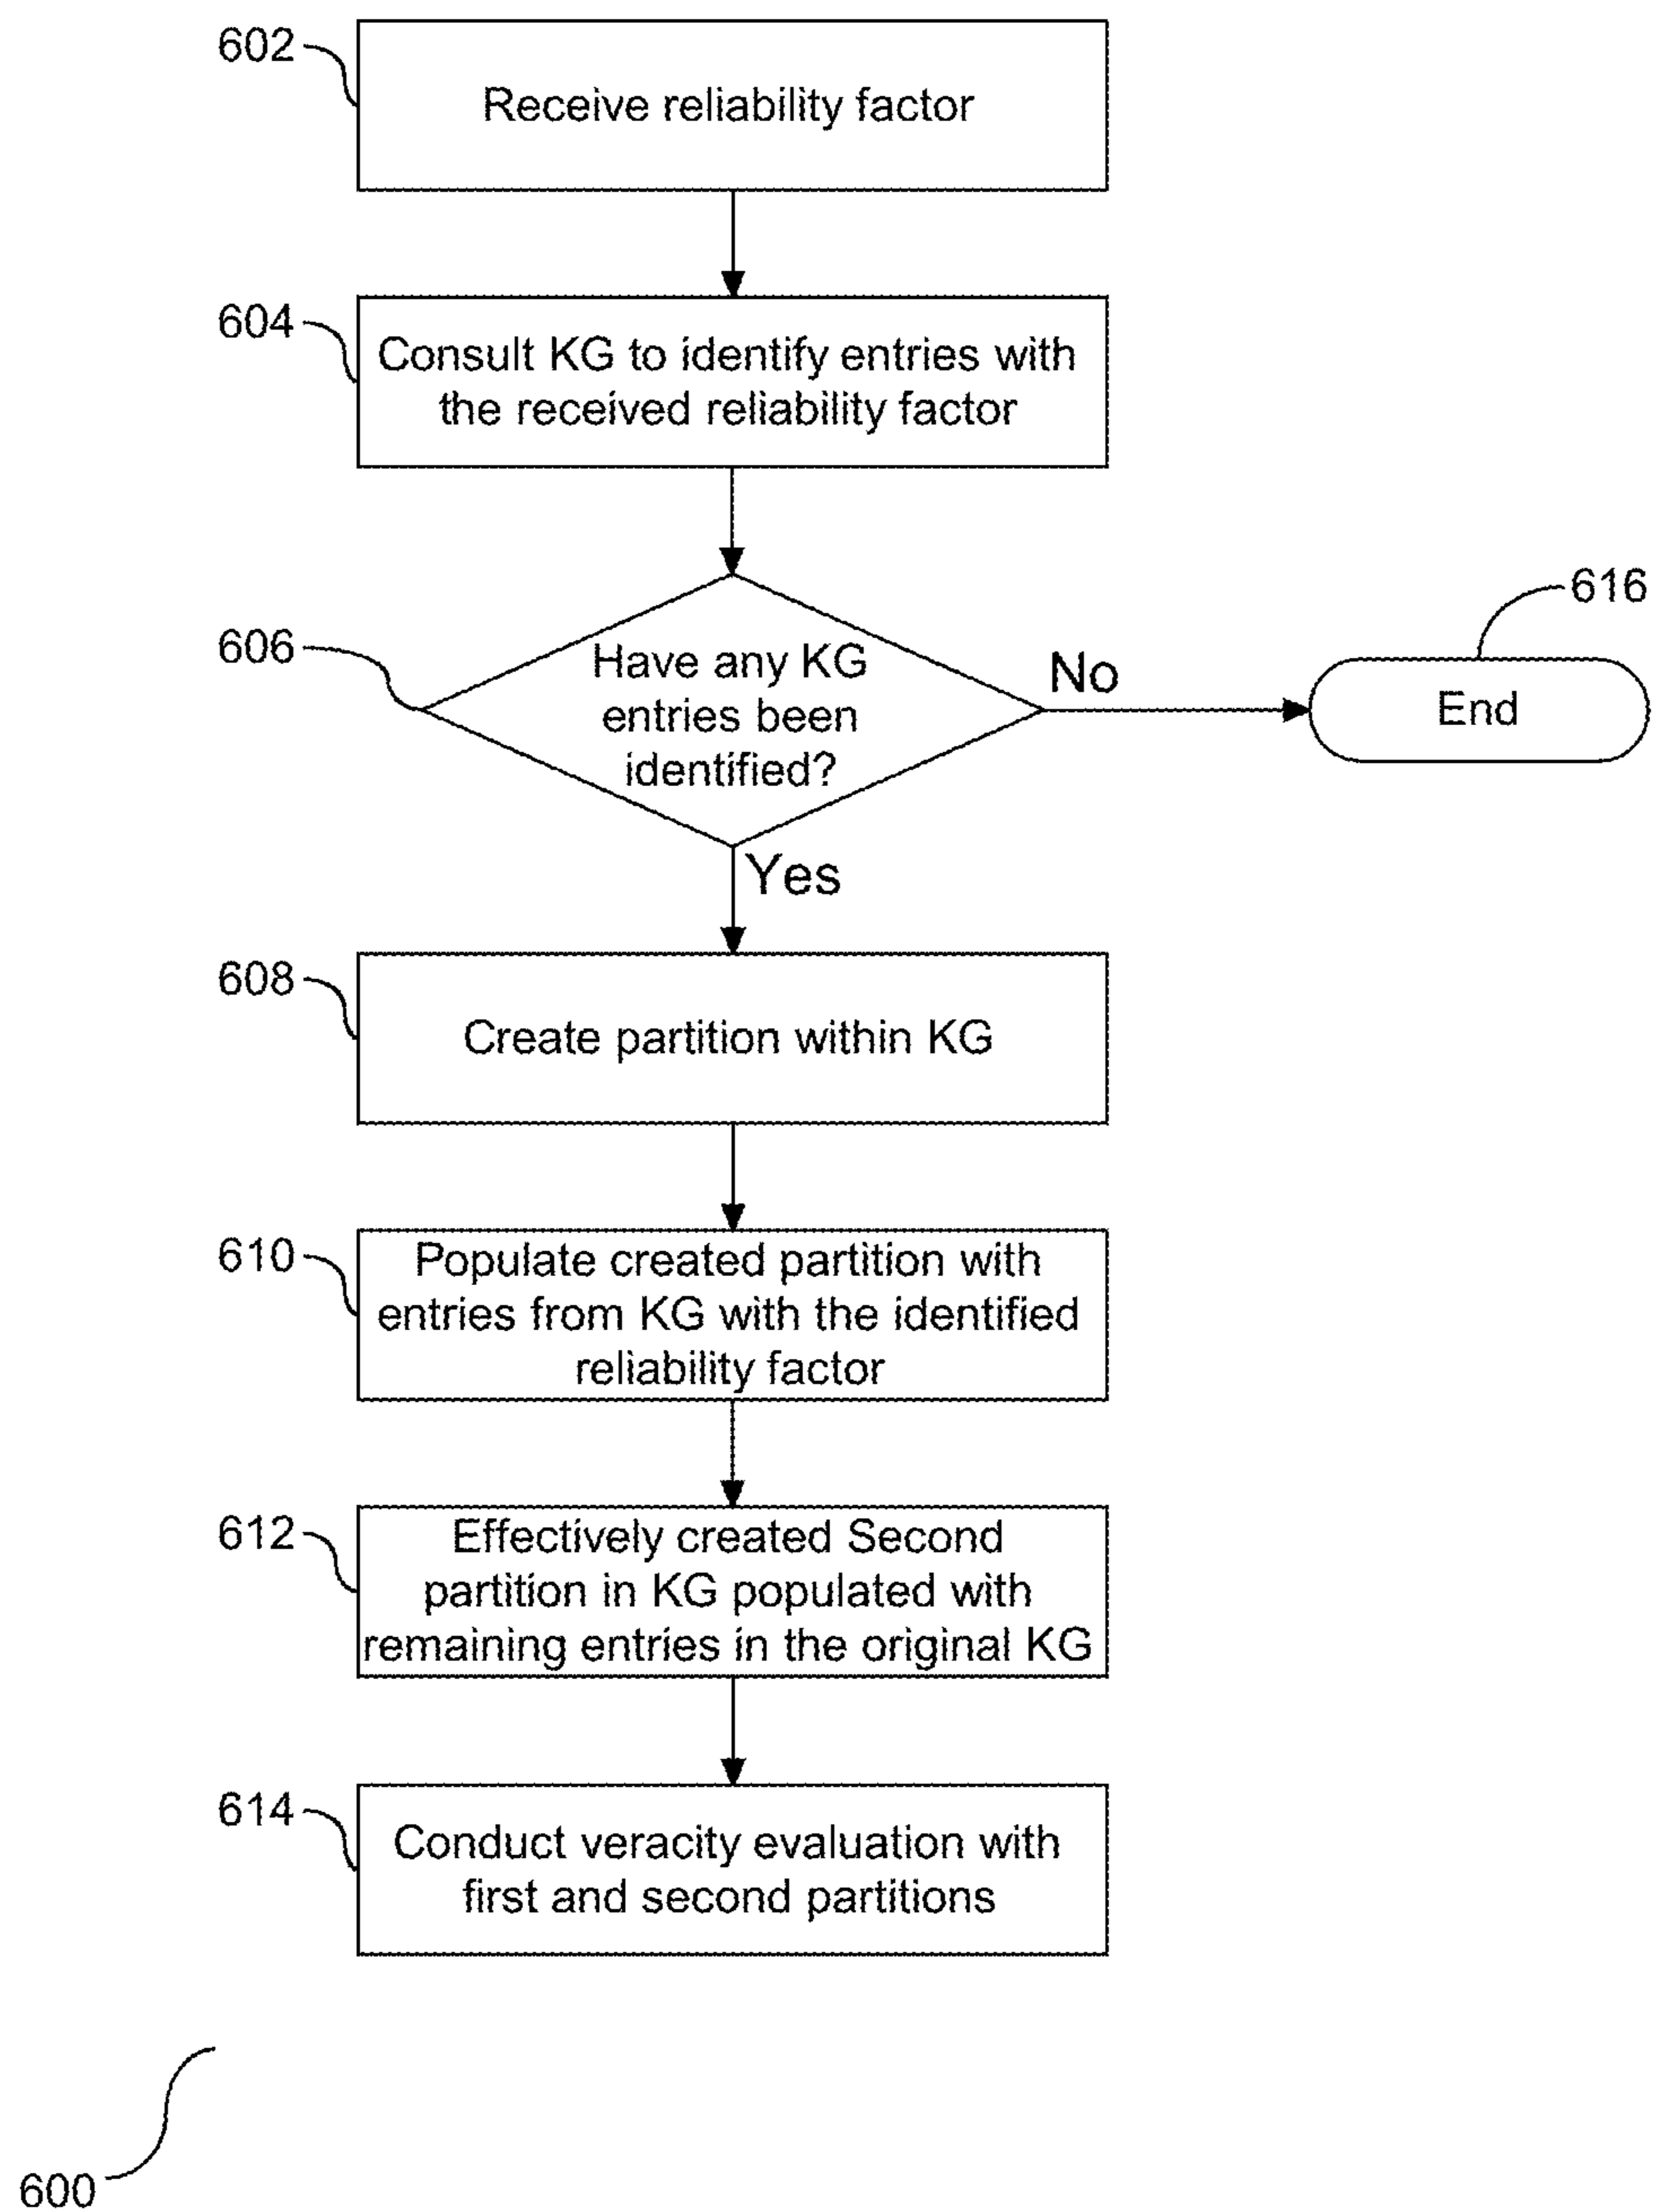 602
Receive reliability factor
604
Consult KG to identify entries with
the received reliability factor
616
606
Have any KG
entries been
identified?
No
End
Yes
608
Create partition within KG
610
Populate created partition with
entries from KG with the identified
reliability factor
612
Effectively created Second
partition in KG populated with
remaining entries in the original KG
614
Conduct veracity evaluation with
first and second partitions
600